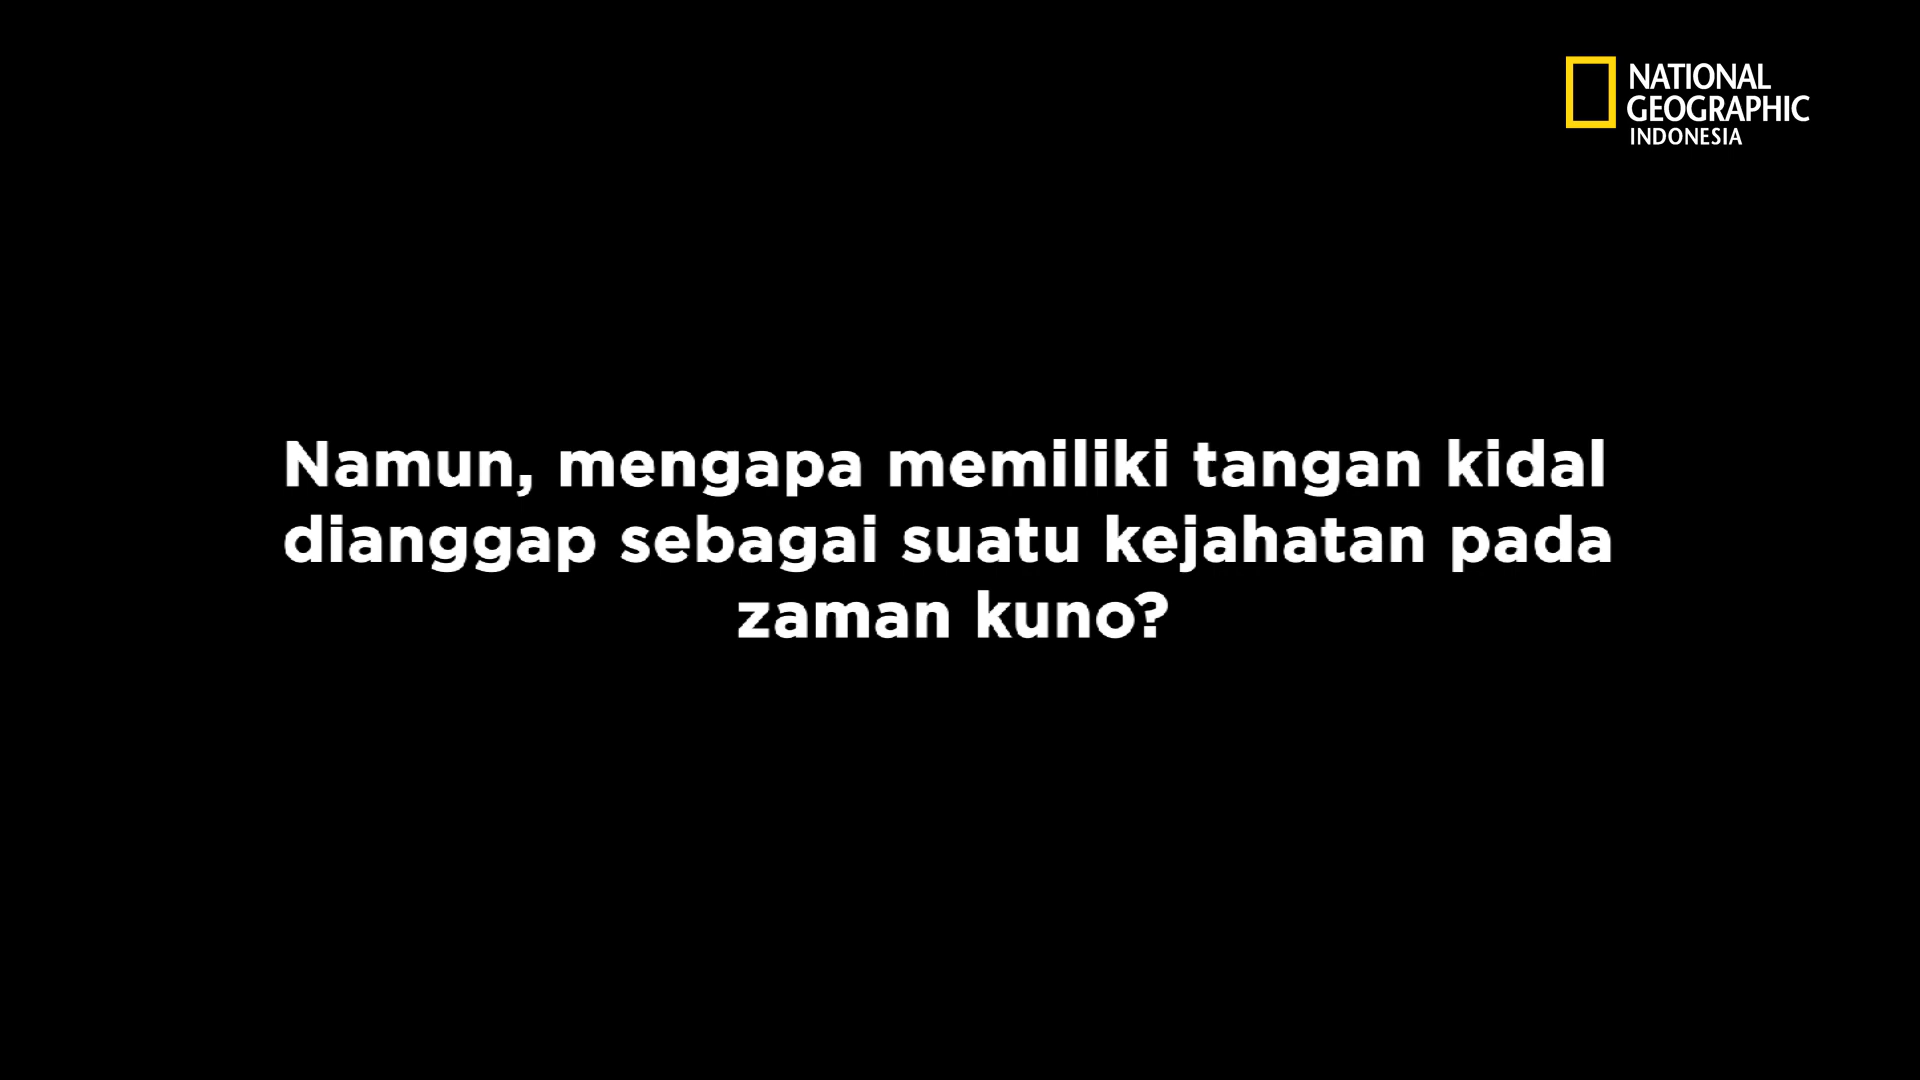 NATIONAL
GEOGRAPHIC
INDONESIA
Namun, mengapa memiliki tangan kidal
dianggap sebagai suatu kejahatan pada
zaman kuno?